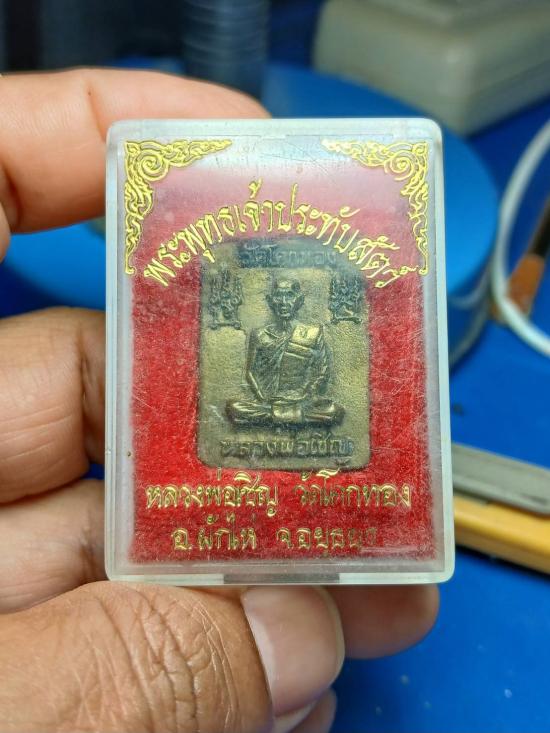 พระพุทธเจ้าประทับสัตว์
วัดโคกทอง
หลวงพ่อเชิญ
หลวงพ่อเชิญ วัดโคกทอง
อ.ผักไห่ จ.อยุธยา